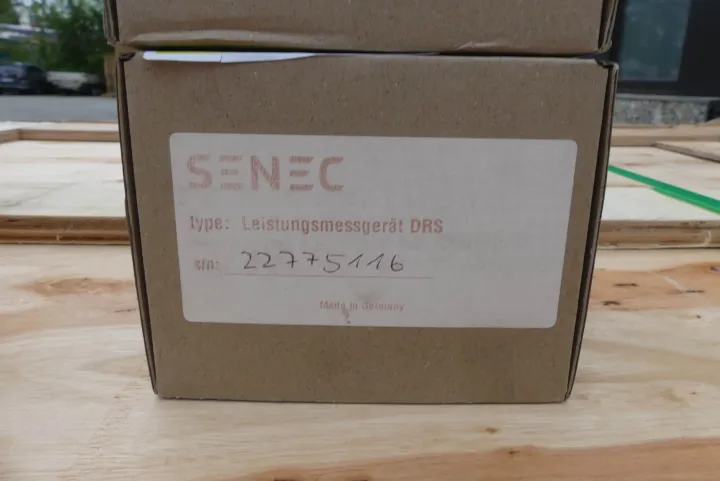 SENEC
type: Leistungsmessgerät DRS
s/n: 22775116
Made in Germany